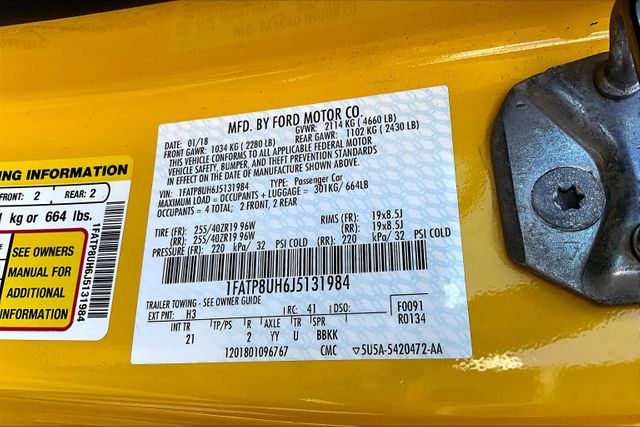 MFD. BY FORD MOTOR CO.
01/18 GVWR: 2114 KG ( 4660 LB)
FRONT GAWR: 1034 KG ( 2280 LB) REAR GAWR: 1102 KG ( 2430 LB)
THIS VEHICLE CONFORMS TO ALL APPLICABLE FEDERAL MOTOR
VEHICLE SAFETY, BUMPER, AND THEFT PREVENTION STANDARDS
IN EFFECT ON THE DATE OF MANUFACTURE SHOWN ABOVE.
VIN: 1FATP8UH6J5131984 TYPE: Passenger Car
MAXIMUM LOAD = OCCUPANTS + LUGGAGE = 301KG/ 664LB
OCCUPANTS = 4 TOTAL; 2 FRONT, 2 REAR
TIRE (FR): 255/40ZR19 96W RIMS (FR): 19x8.5J
(RR): 255/40ZR19 96W (RR): 19x8.5J
PRESSURE (FR): 220 kPa/ 32 PSI COLD (RR): 220 kPa/ 32 PSI COLD
1FATP8UH6J5131984
TRAILER TOWING - SEE OWNER GUIDE
EXT PNT: H3 RC: 41 DSO: F0091
R0134
INT TR TP/PS R AXLE TR SPR
21 2 YY U BBKK
1201801096767 CMC ▽5U5A-5420472-AA
ING INFORMATION
FRONT: 2 REAR: 2
1 kg or 664 lbs.
SEE OWNERS
MANUAL FOR
ADDITIONAL
INFORMATION
1FATP8UH6J5131984